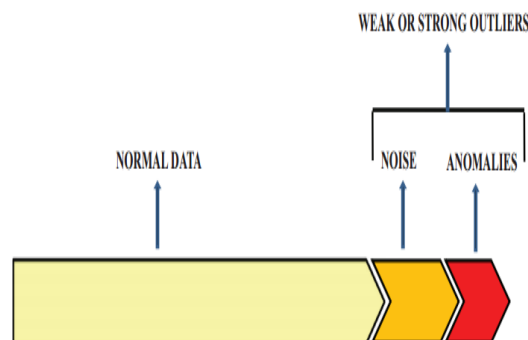 WEAK OR STRONG OUTLIERS
NORMAL DATA
NOISE
ANOMALIES